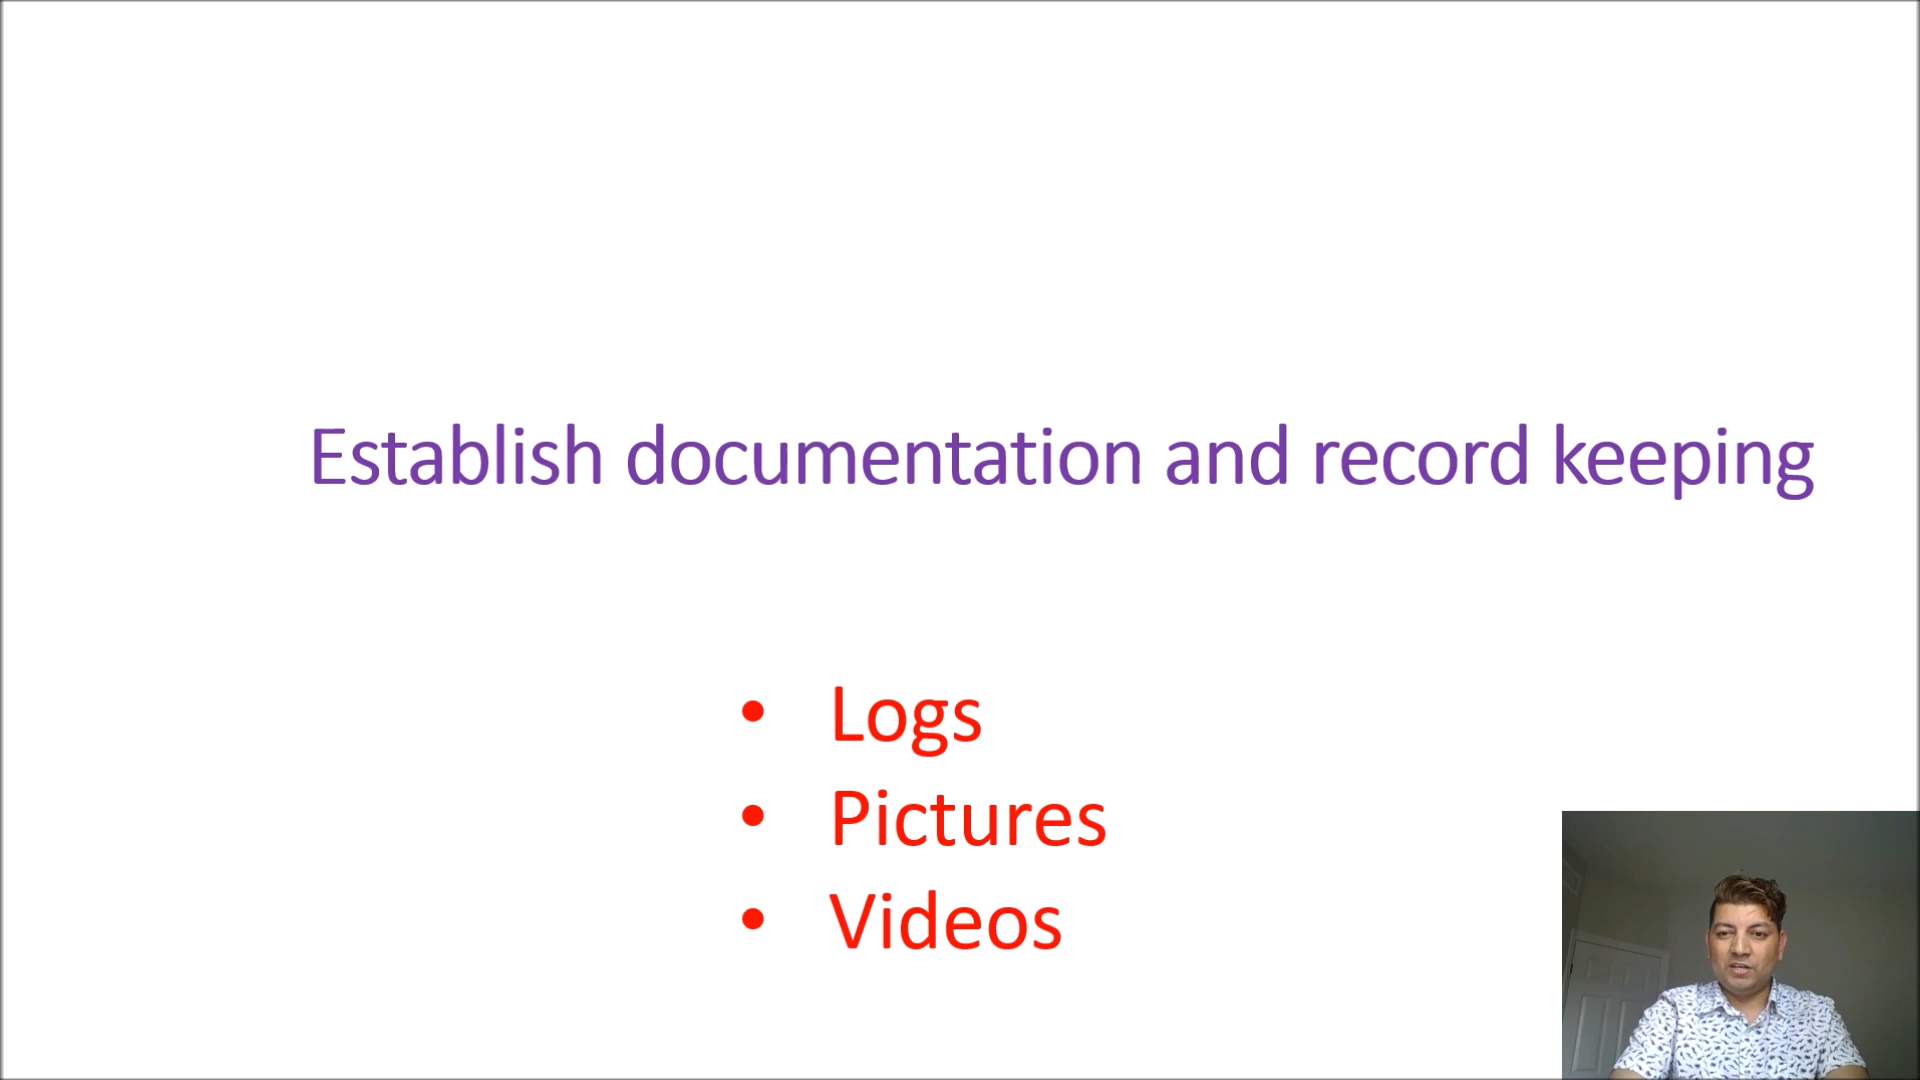 Establish documentation and record keeping
• Logs
• Pictures
• Videos